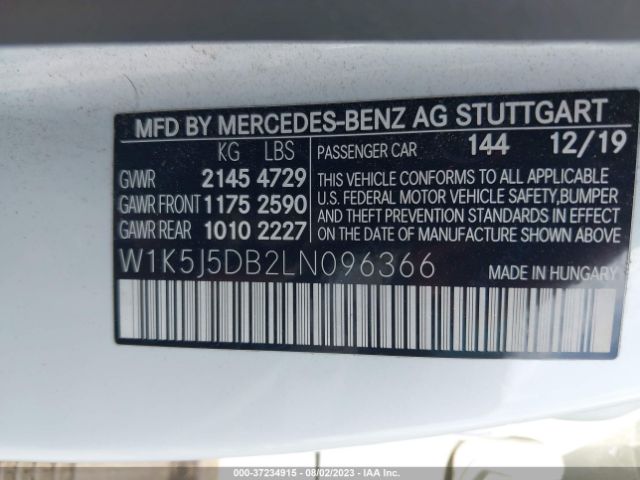 MFD BY MERCEDES-BENZ AG STUTTGART
KG LBS PASSENGER CAR 144 12/19
GVWR 2145 4729
GAWR FRONT 1175 2590
GAWR REAR 1010 2227
THIS VEHICLE CONFORMS TO ALL APPLICABLE
U.S. FEDERAL MOTOR VEHICLE SAFETY,BUMPER
AND THEFT PREVENTION STANDARDS IN EFFECT
ON THE DATE OF MANUFACTURE SHOWN ABOVE.
W1K5J5DB2LN096366 MADE IN HUNGARY
000-37234915 - 08/02/2023 - IAA Inc.